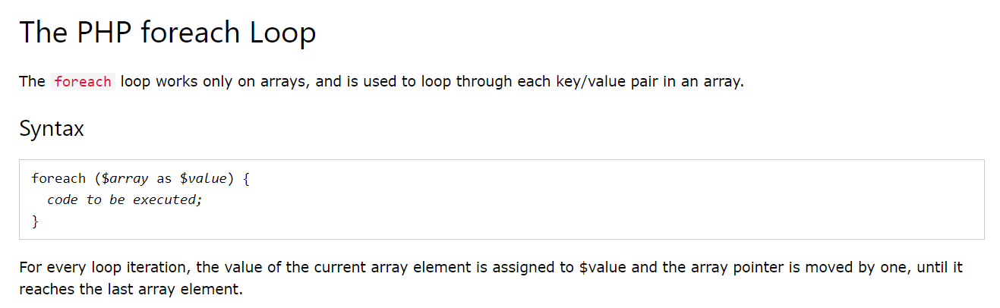 The PHP foreach Loop
The foreach loop works only on arrays, and is used to loop through each key/value pair in an array.
Syntax
foreach ($array as $value) {
  code to be executed;
}
For every loop iteration, the value of the current array element is assigned to $value and the array pointer is moved by one, until it
reaches the last array element.